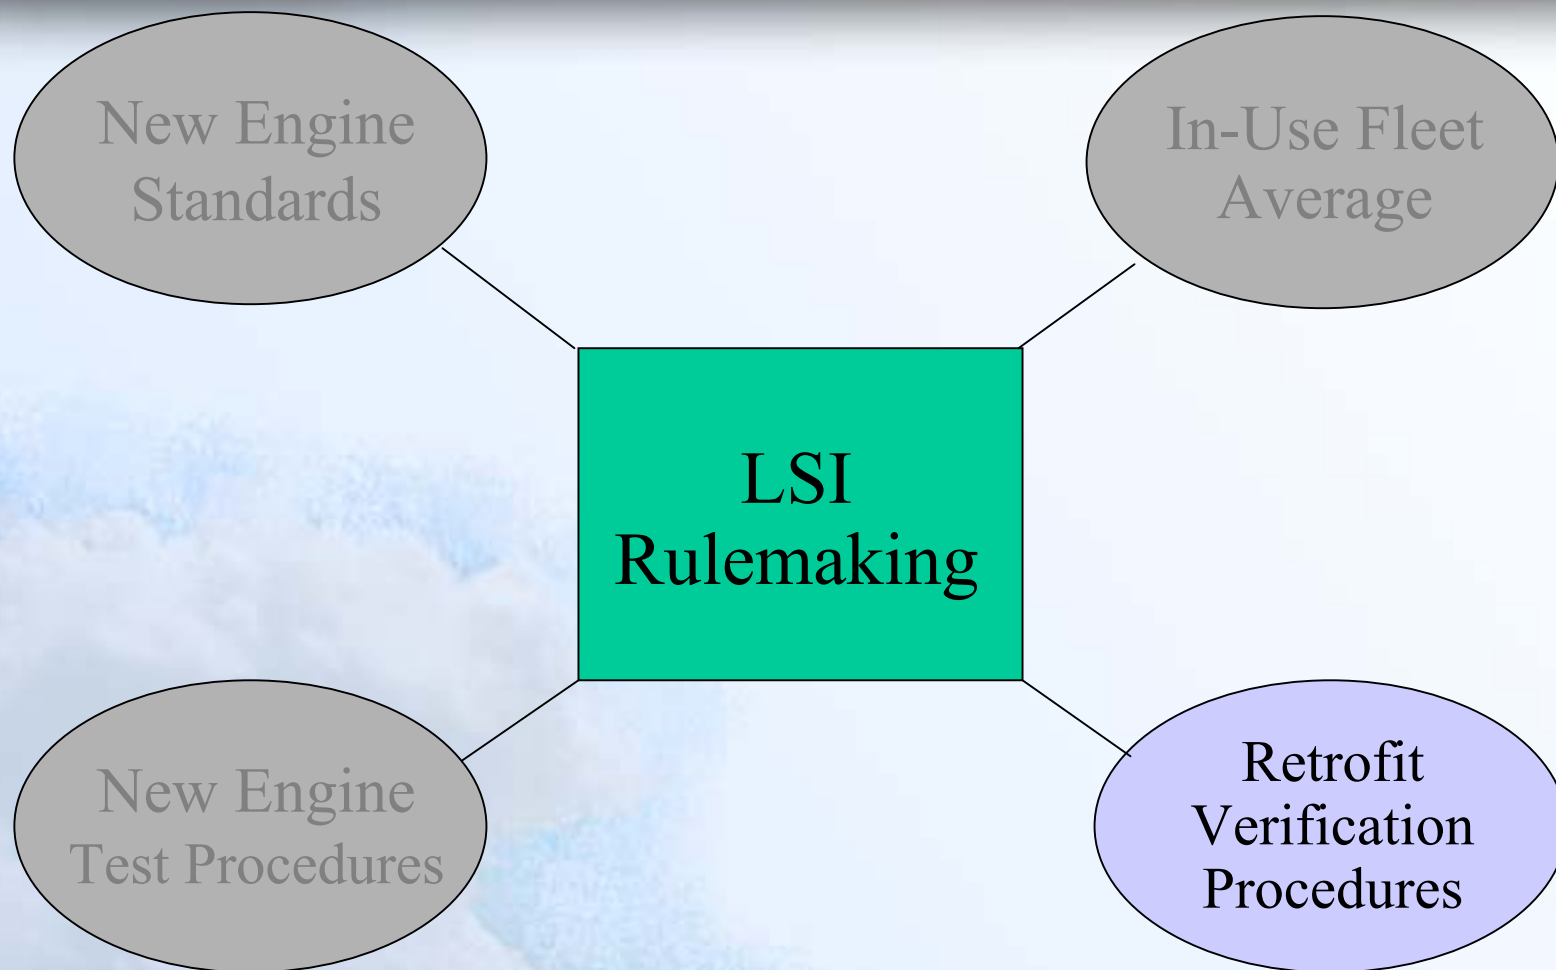 New Engine
Standards
In-Use Fleet
Average
LSI
Rulemaking
New Engine
Test Procedures
Retrofit
Verification
Procedures